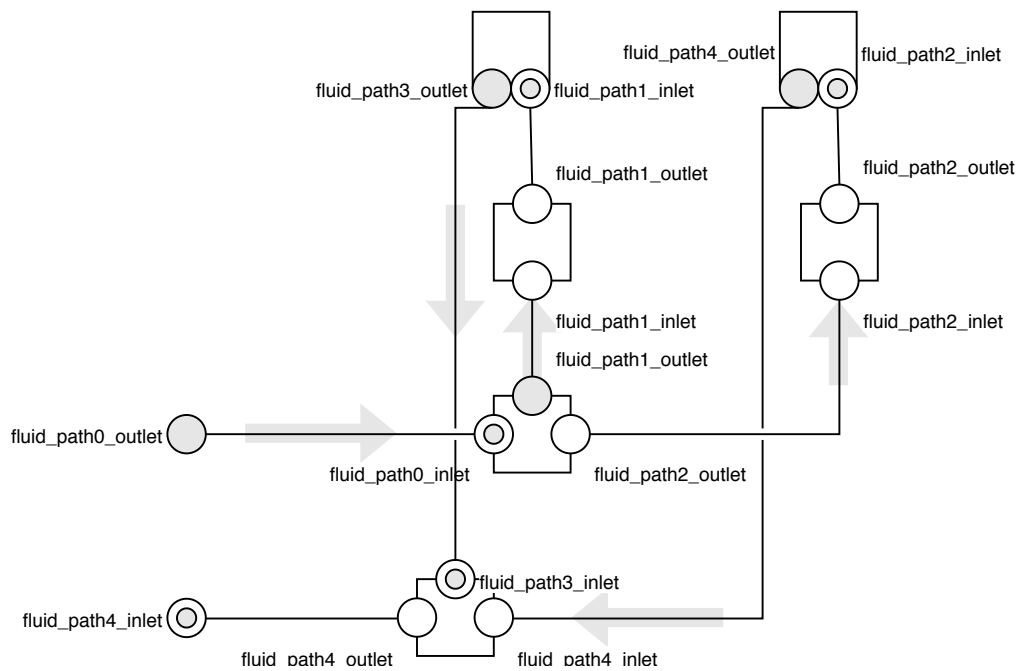 fluid_path4_outlet
fluid_path2_inlet
fluid_path3_outlet
fluid_path1_inlet
fluid_path1_outlet
fluid_path2_outlet
fluid_path1_inlet
fluid_path2_inlet
fluid_path1_outlet
fluid_path0_outlet
fluid_path0_inlet
fluid_path2_outlet
fluid_path3_inlet
fluid_path4_inlet
fluid_path4_outlet
fluid_path4_inlet